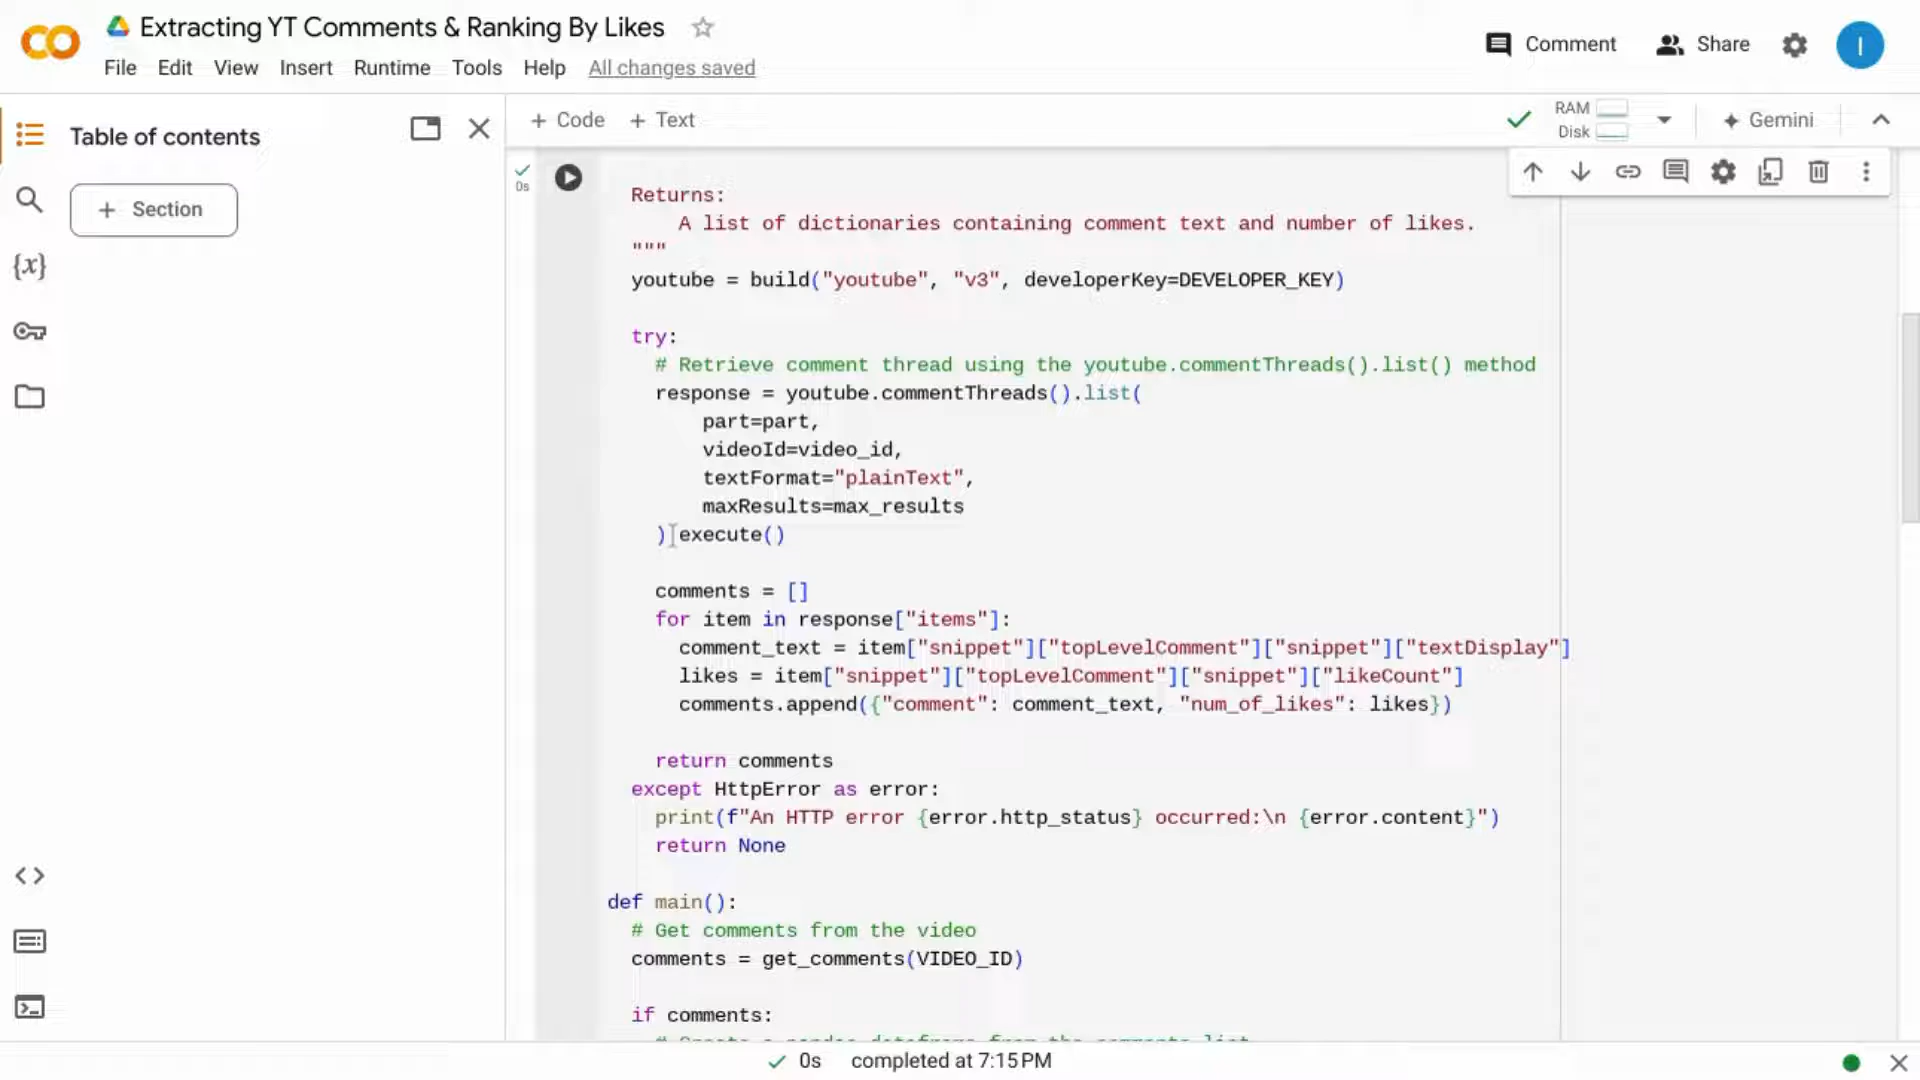 Extracting YT Comments & Ranking By Likes
File Edit View Insert Runtime Tools Help All changes saved
Comment Share I
Table of contents
+ Section
{x}
+ Code + Text
RAM
Disk
Gemini
0s
Returns:
A list of dictionaries containing comment text and number of likes.
"""
youtube = build("youtube", "v3", developerKey=DEVELOPER_KEY)
try:
# Retrieve comment thread using the youtube.commentThreads().list() method
response = youtube.commentThreads().list(
part=part,
videoId=video_id,
textFormat="plainText",
maxResults=max_results
).execute()
comments = []
for item in response["items"]:
comment_text = item["snippet"]["topLevelComment"]["snippet"]["textDisplay"]
likes = item["snippet"]["topLevelComment"]["snippet"]["likeCount"]
comments.append({"comment": comment_text, "num_of_likes": likes})
return comments
except HttpError as error:
print(f"An HTTP error {error.http_status} occurred:\n {error.content}")
return None
def main():
# Get comments from the video
comments = get_comments(VIDEO_ID)
if comments:
0s completed at 7:15 PM